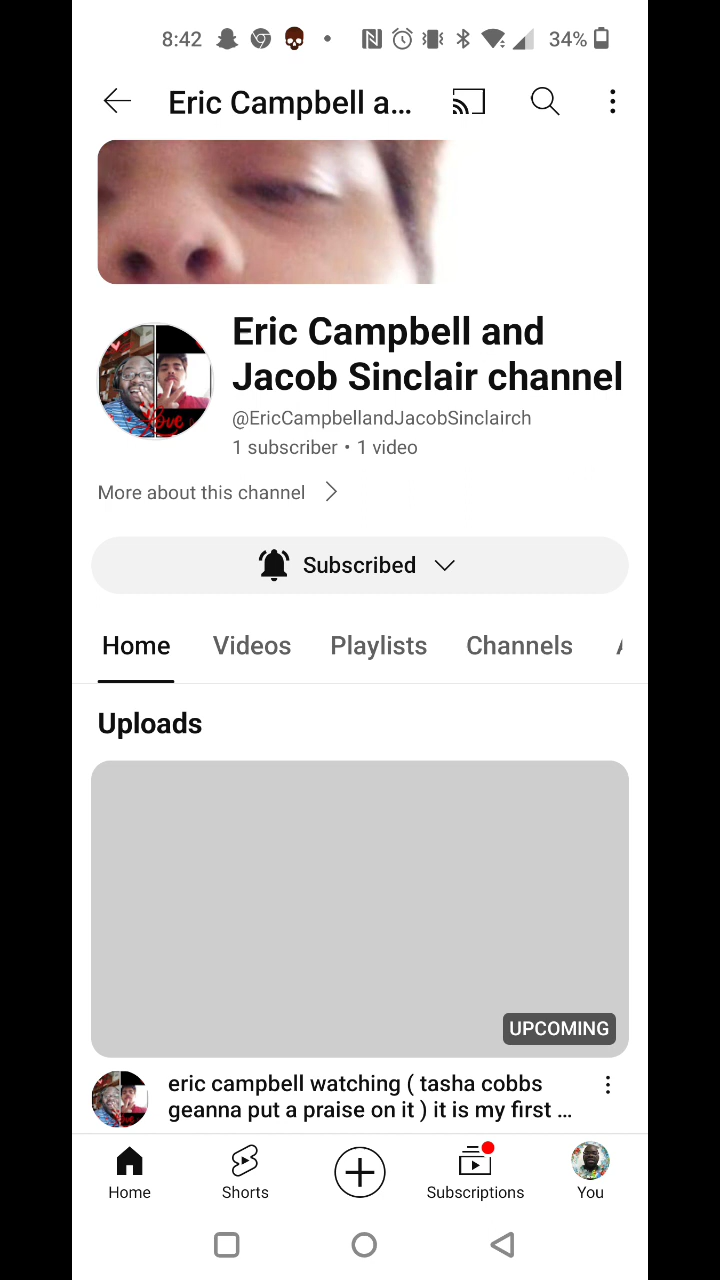 8:42
34%
Eric Campbell a...
Love
Eric Campbell and
Jacob Sinclair channel
@EricCampbellandJacobSinclairch
1 subscriber • 1 video
More about this channel
Subscribed
Home Videos Playlists Channels
Uploads
UPCOMING
eric campbell watching ( tasha cobbs
geanna put a praise on it ) it is my first ...
Home Shorts Subscriptions You